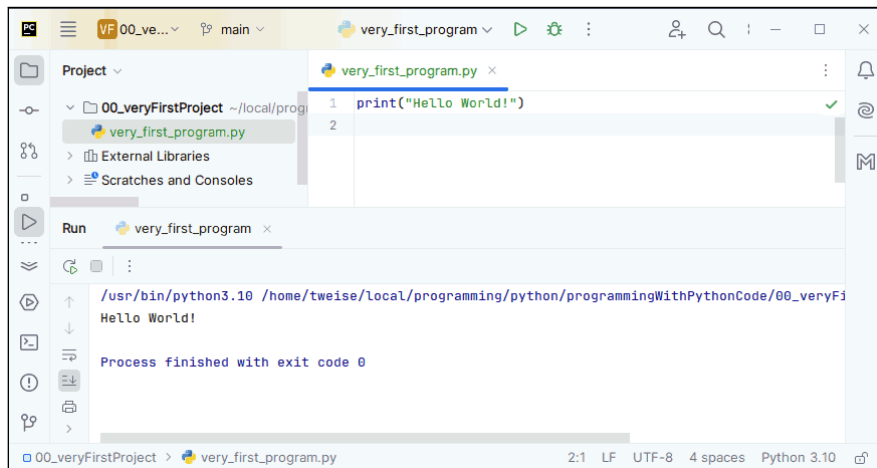 PC VF 00_ve... main very_first_program
Project
very_first_program.py
00_veryFirstProject ~/local/progr
very_first_program.py
External Libraries
Scratches and Consoles
1 print("Hello World!")
2
Run very_first_program
/usr/bin/python3.10 /home/tweise/local/programming/python/programmingWithPythonCode/00_veryFi
Hello World!
Process finished with exit code 0
00_veryFirstProject > very_first_program.py 2:1 LF UTF-8 4 spaces Python 3.10